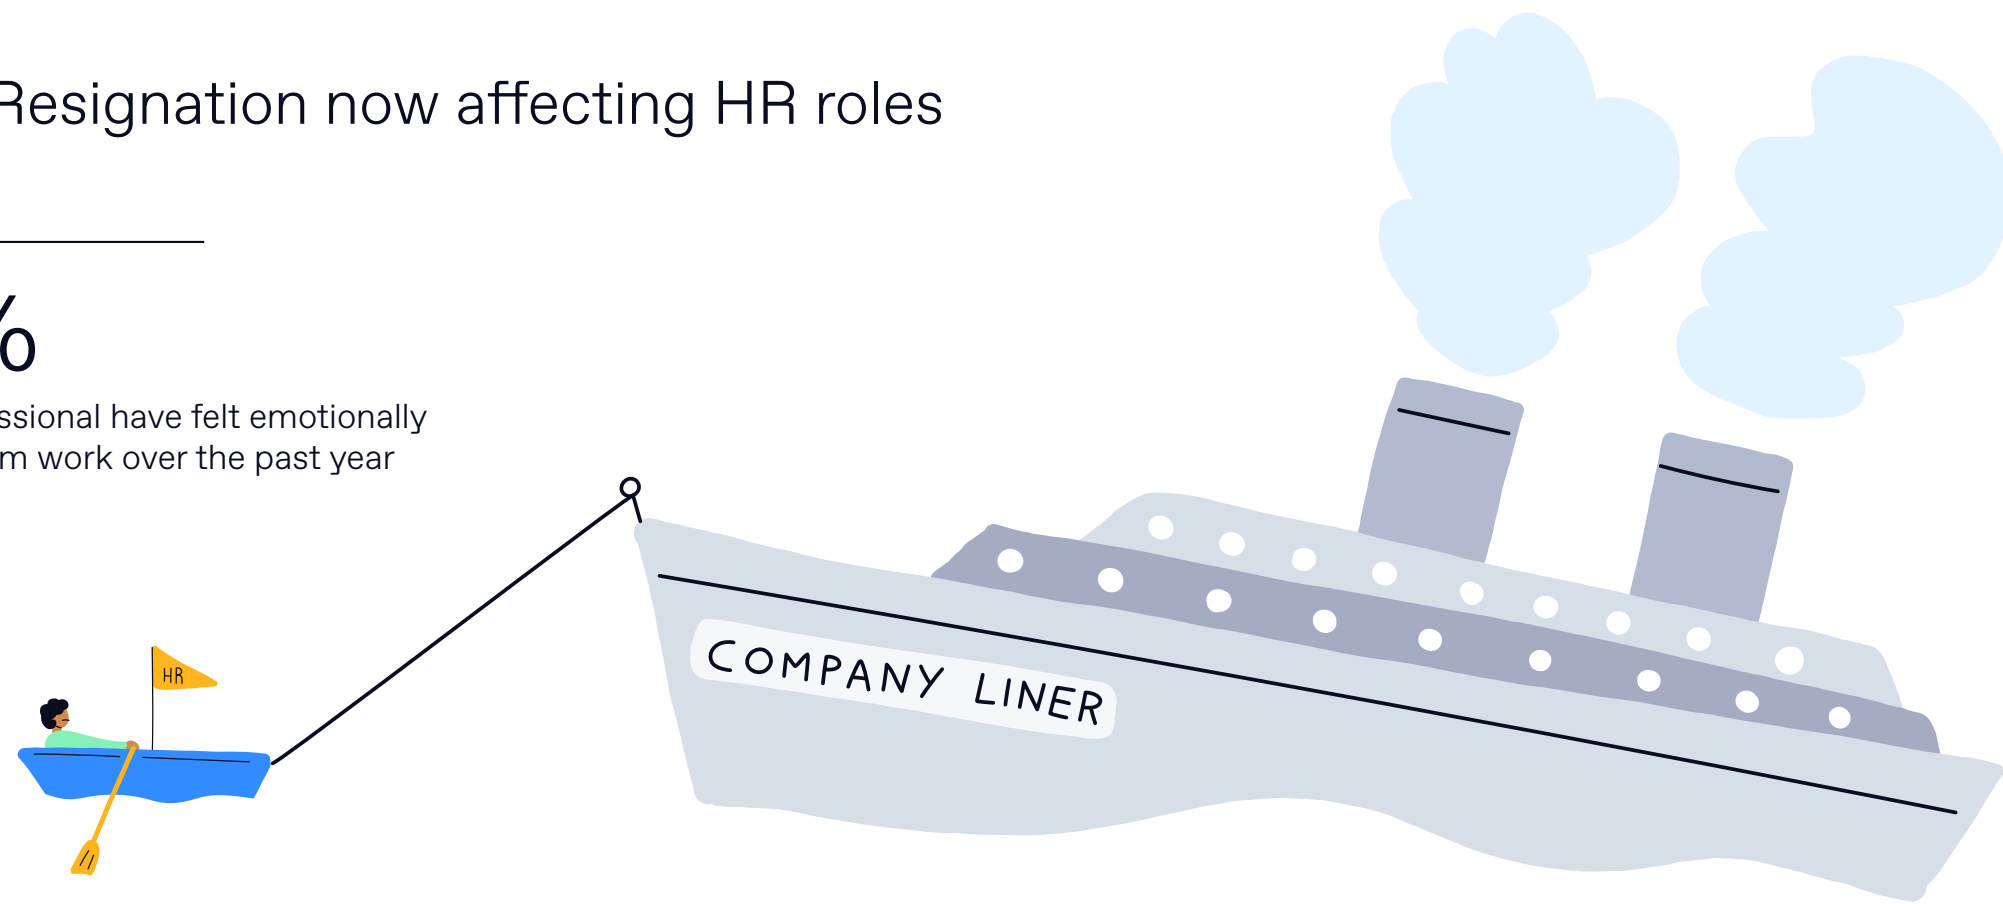 Resignation now affecting HR roles
%
ssional have felt emotionally
m work over the past year
HR
COMPANY LINER